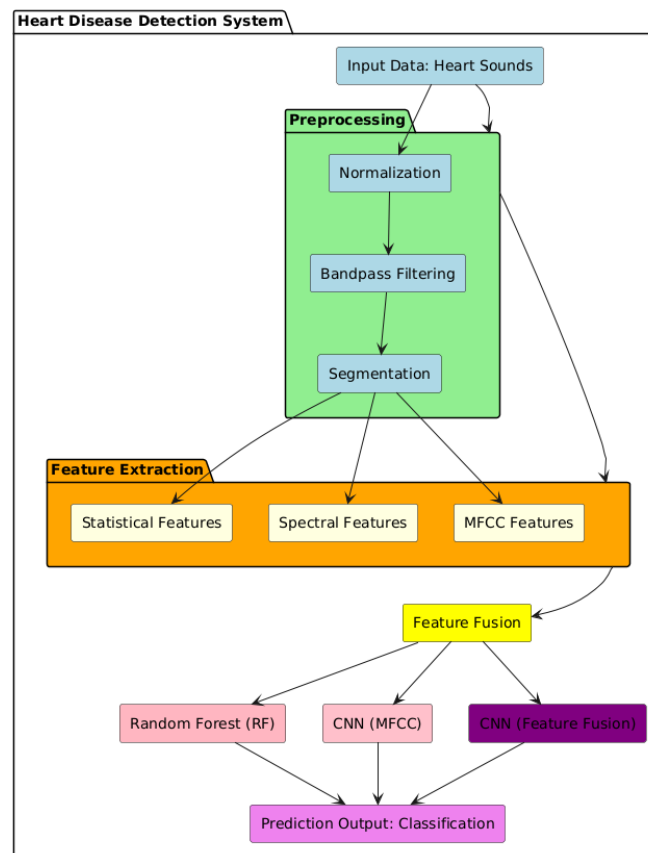 Heart Disease Detection System
Input Data: Heart Sounds
Preprocessing
Normalization
Bandpass Filtering
Segmentation
Feature Extraction
Statistical Features
Spectral Features
MFCC Features
Feature Fusion
Random Forest (RF)
CNN (MFCC)
CNN (Feature Fusion)
Prediction Output: Classification